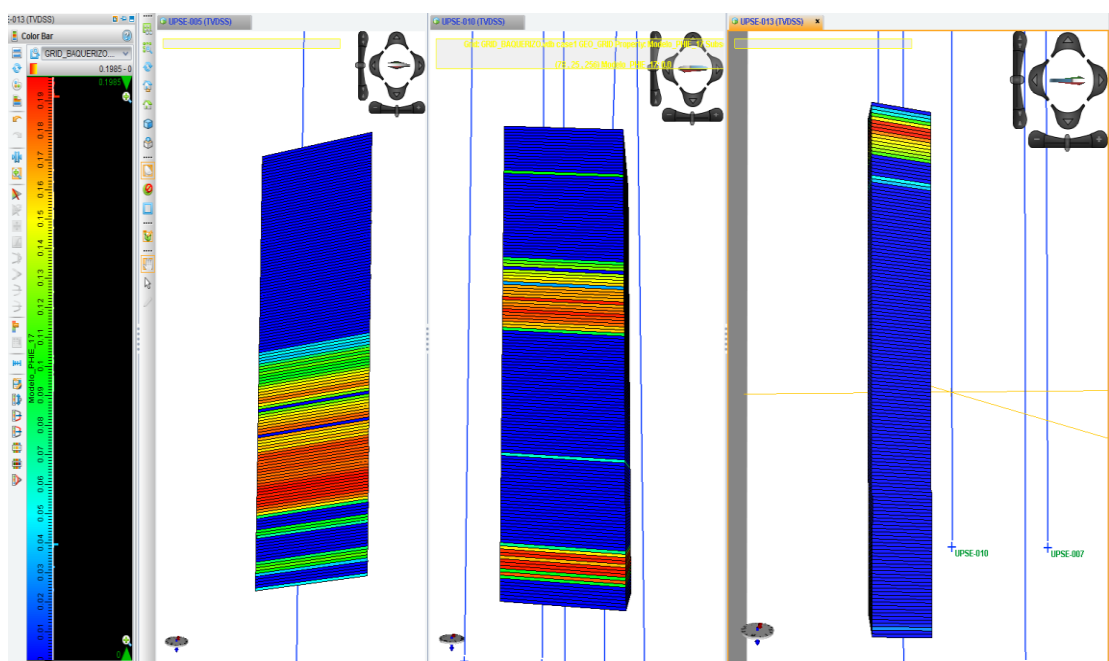 -013 (TVDSS)
Color Bar
GRID_BAQUERIZO...
0.1985 - 0
0.1985
0.19
0.18
0.17
0.16
0.15
0.14
0.13
0.12
0.11
0.1
0.09
0.08
0.07
0.06
0.05
0.04
0.03
0.02
0.01
0
Modelo_PHIE_17
UPSE-005 (TVDSS)
UPSE-010 (TVDSS)
UPSE-013 (TVDSS)
UPSE-010
UPSE-007